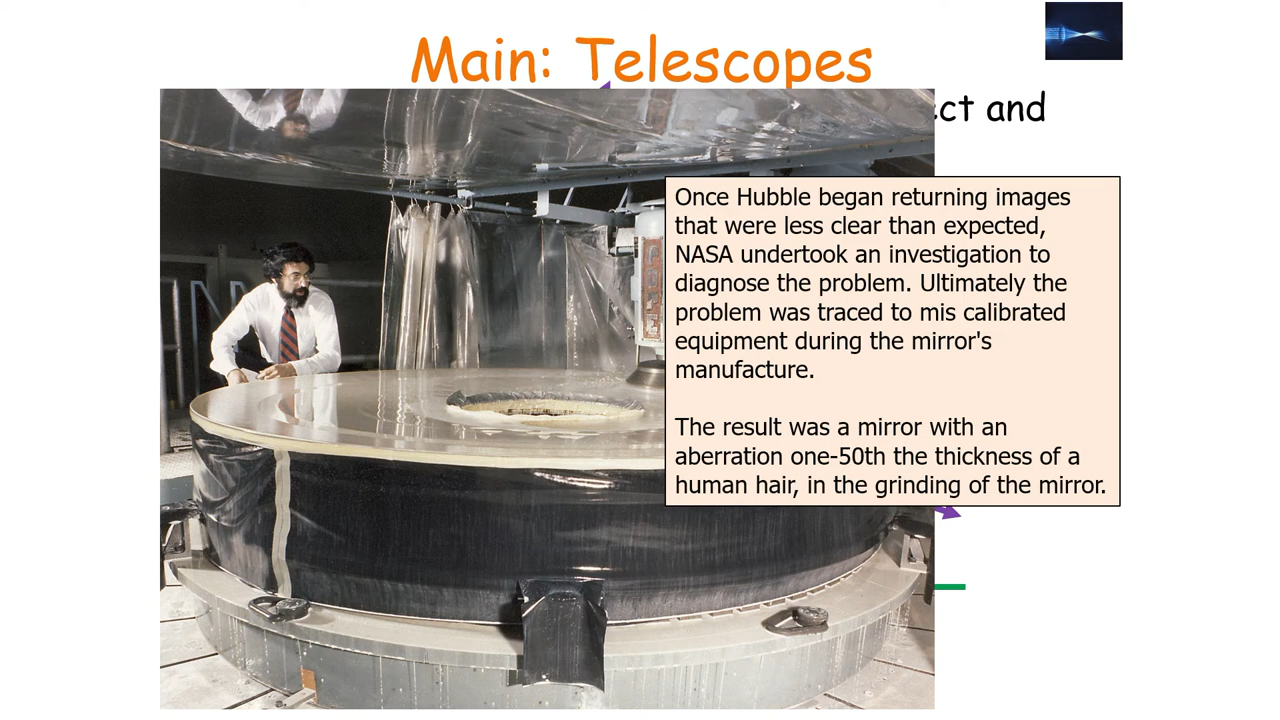 Main: Telescopes
ect and
Once Hubble began returning images
that were less clear than expected,
NASA undertook an investigation to
diagnose the problem. Ultimately the
problem was traced to mis calibrated
equipment during the mirror's
manufacture.
The result was a mirror with an
aberration one-50th the thickness of a
human hair, in the grinding of the mirror.